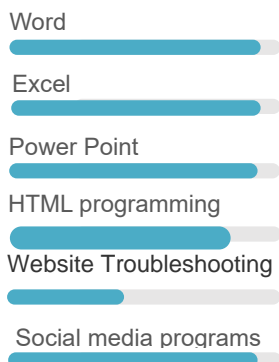 Word
Excel
Power Point
HTML programming
Website Troubleshooting
Social media programs